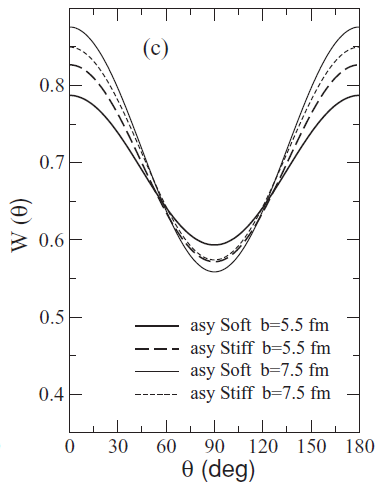 (c)
0.8
0.7
0.6
0.5
0.4
W (θ)
asy Soft b=5.5 fm
asy Stiff b=5.5 fm
asy Soft b=7.5 fm
asy Stiff b=7.5 fm
0 30 60 90 120 150 180
θ (deg)